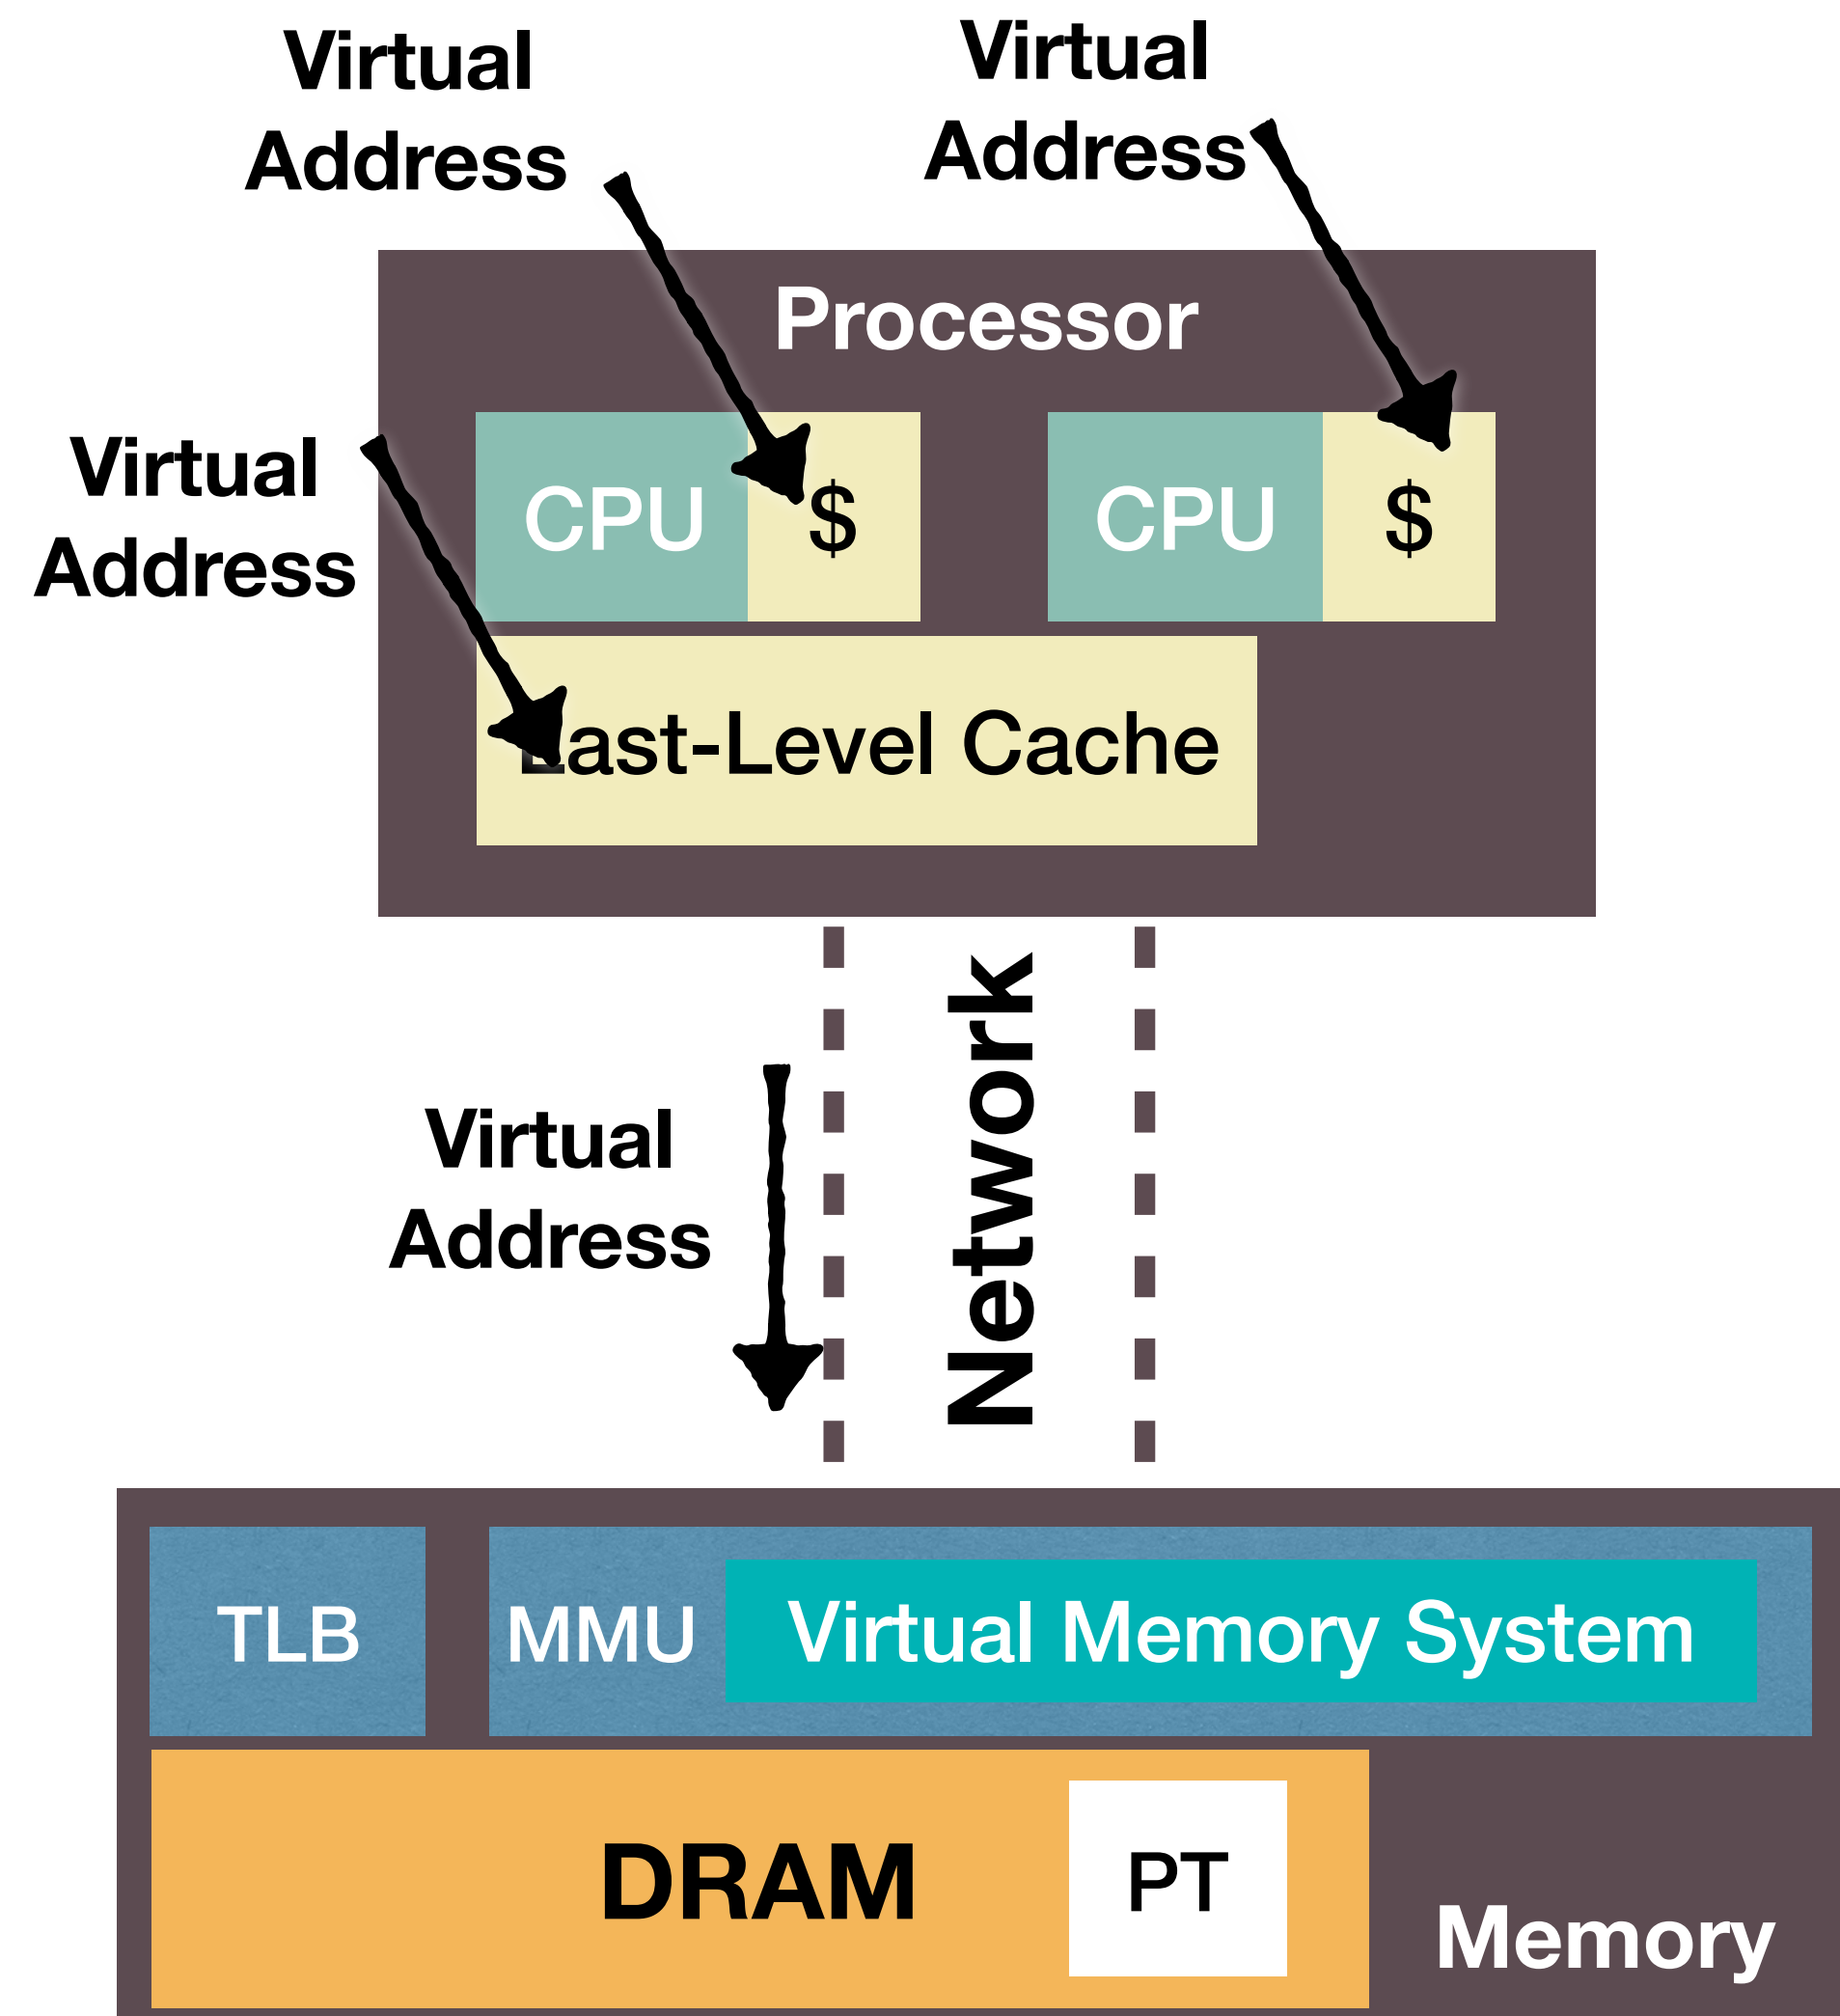 Virtual
Address
Virtual
Address
Processor
Virtual
Address
CPU
$
CPU
$
Last-Level Cache
Network
Virtual
Address
TLB
MMU
Virtual Memory System
DRAM
PT
Memory